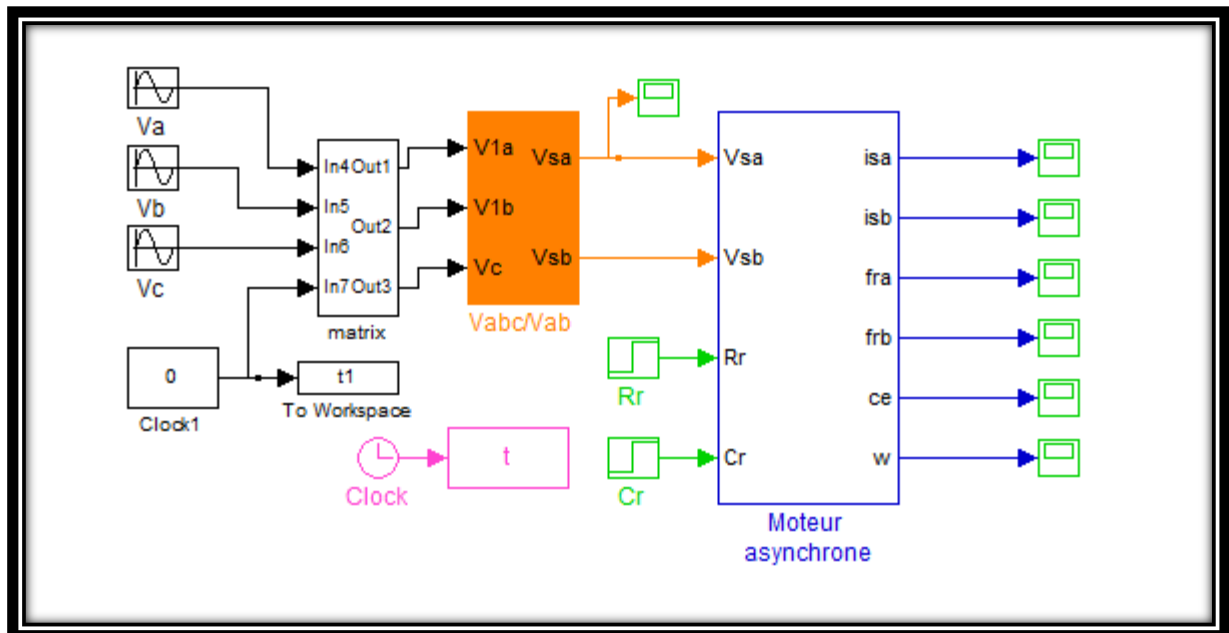 Va
Vb
Vc
In4 Out1
In5
Out2
In6
In7 Out3
matrix
0
Clock1
t1
To Workspace
Clock
t
V1a
Vsa
V1b
Vc
Vsb
Vabc/Vab
Rr
Cr
Vsa
isa
isb
Vsb
fra
Rr
frb
ce
Cr
w
Moteur
asynchrone